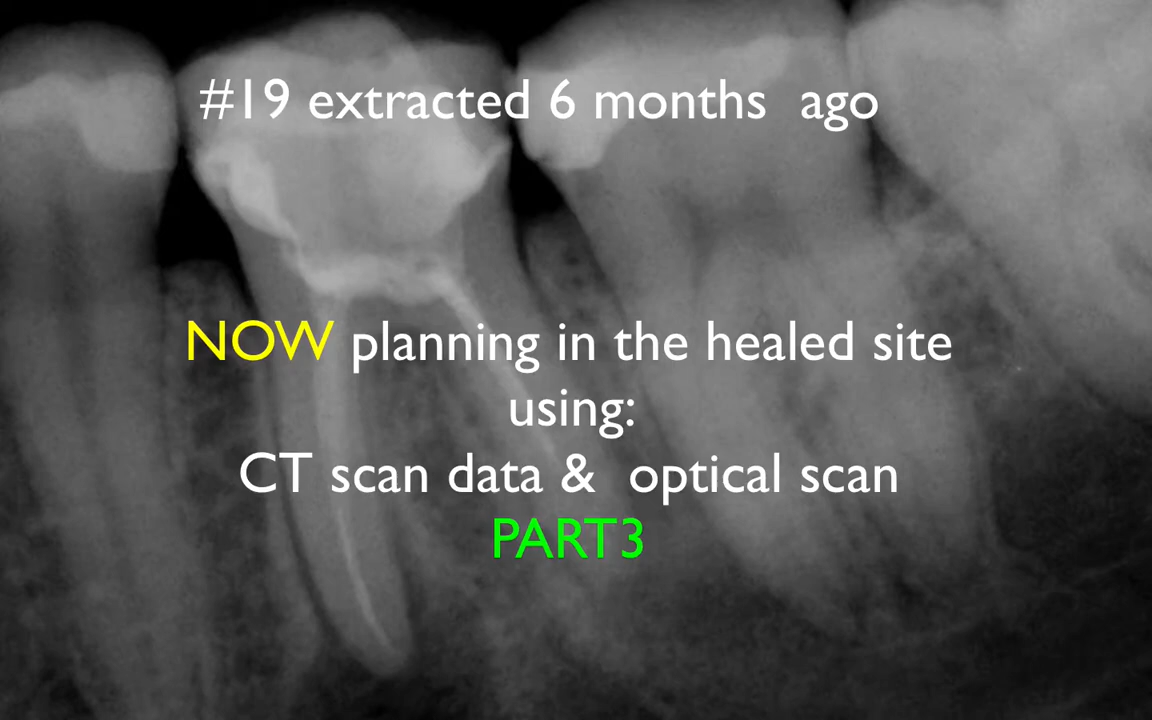 #19 extracted 6 months  ago
NOW planning in the healed site
using:
CT scan data &  optical scan
PART3